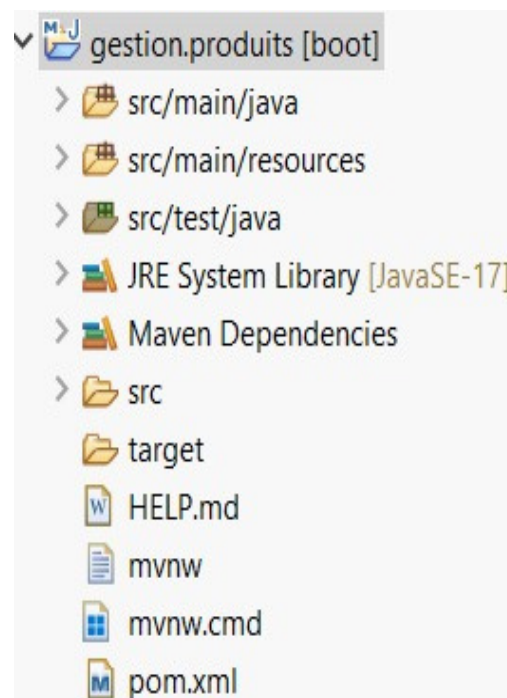 gestion.produits [boot]
src/main/java
src/main/resources
src/test/java
JRE System Library [JavaSE-17]
Maven Dependencies
src
target
HELP.md
mvnw
mvnw.cmd
pom.xml